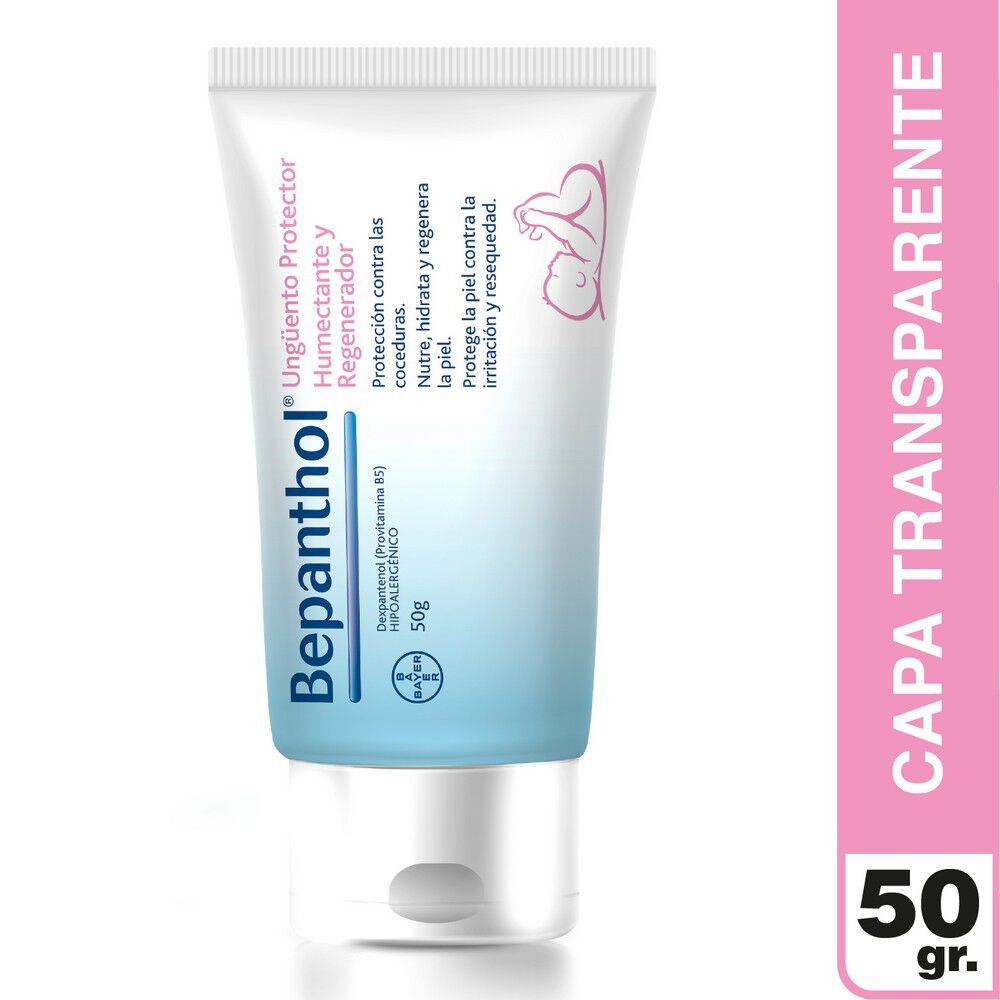 Bepanthol®
Ungüento Protector
Humectante y
Regenerador
Protección contra las
coceduras.
Nutre, hidrata y regenera
la piel.
Protege la piel contra la
irritación y resequedad.
Dexpantenol (Provitamina B5)
HIPOALERGÉNICO
50g
BAYER
BAYER
CAPA TRANSPARENTE
50
gr.